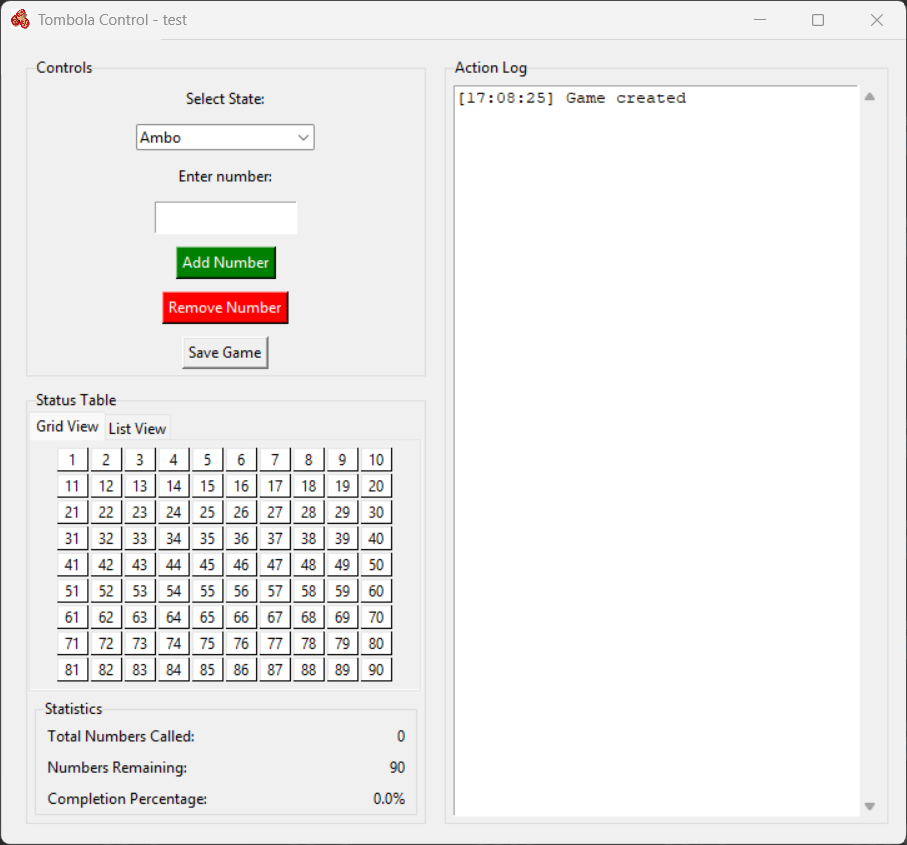 Tombola Control - test
Controls
Select State:
Ambo
Enter number:
Add Number
Remove Number
Save Game
Status Table
Grid View List View
1 2 3 4 5 6 7 8 9 10
11 12 13 14 15 16 17 18 19 20
21 22 23 24 25 26 27 28 29 30
31 32 33 34 35 36 37 38 39 40
41 42 43 44 45 46 47 48 49 50
51 52 53 54 55 56 57 58 59 60
61 62 63 64 65 66 67 68 69 70
71 72 73 74 75 76 77 78 79 80
81 82 83 84 85 86 87 88 89 90
Statistics
Total Numbers Called: 0
Numbers Remaining: 90
Completion Percentage: 0.0%
Action Log
[17:08:25] Game created